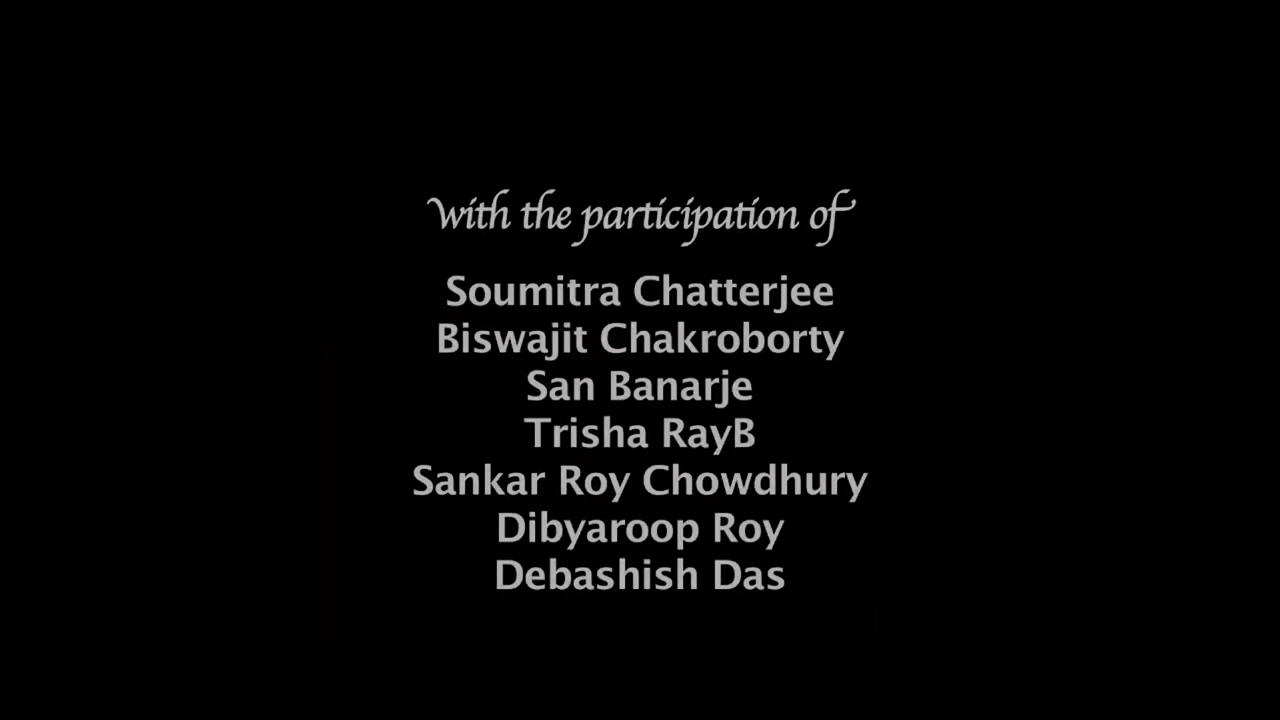 with the participation of
Soumitra Chatterjee
Biswajit Chakroborty
San Banarje
Trisha RayB
Sankar Roy Chowdhury
Dibyaroop Roy
Debashish Das